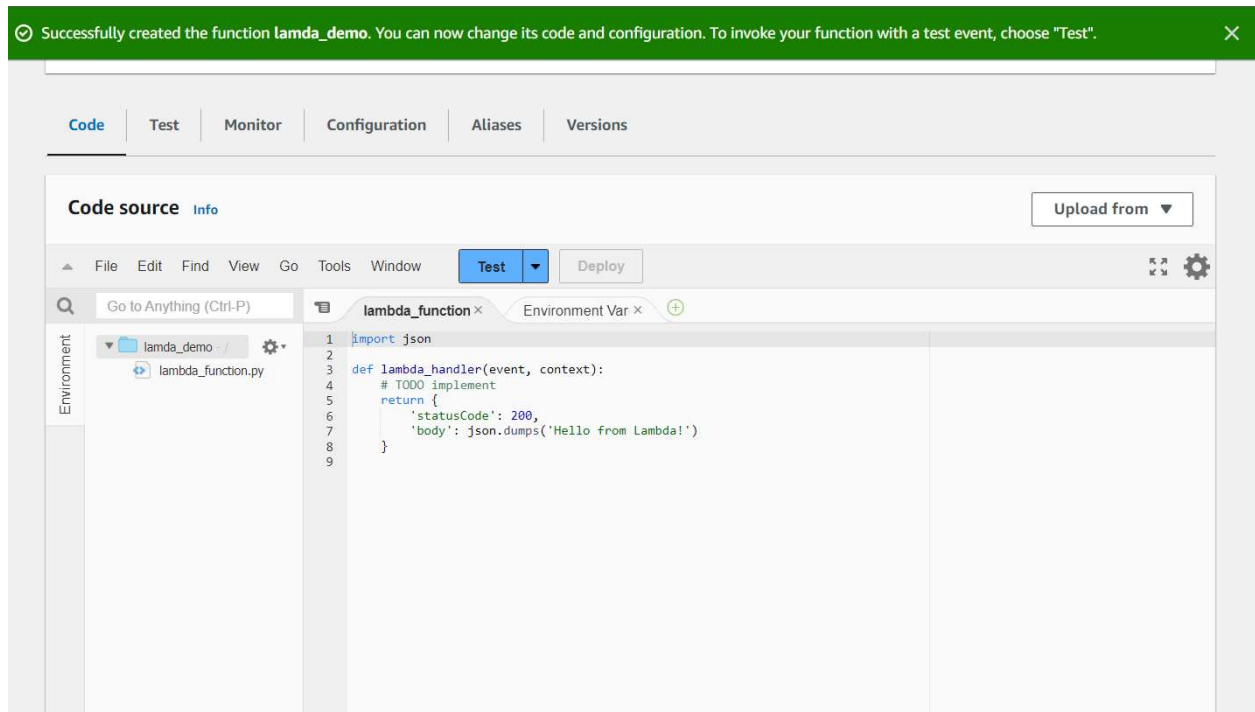 Successfully created the function lamda_demo. You can now change its code and configuration. To invoke your function with a test event, choose "Test".
Code Test Monitor Configuration Aliases Versions
Code source Info Upload from
File Edit Find View Go Tools Window Test Deploy
Go to Anything (Ctrl-P) lambda_function × Environment Var ×
Environment
lamda_demo - /
lambda_function.py
1 import json
2
3 def lambda_handler(event, context):
4     # TODO implement
5     return {
6         'statusCode': 200,
7         'body': json.dumps('Hello from Lambda!')
8     }
9